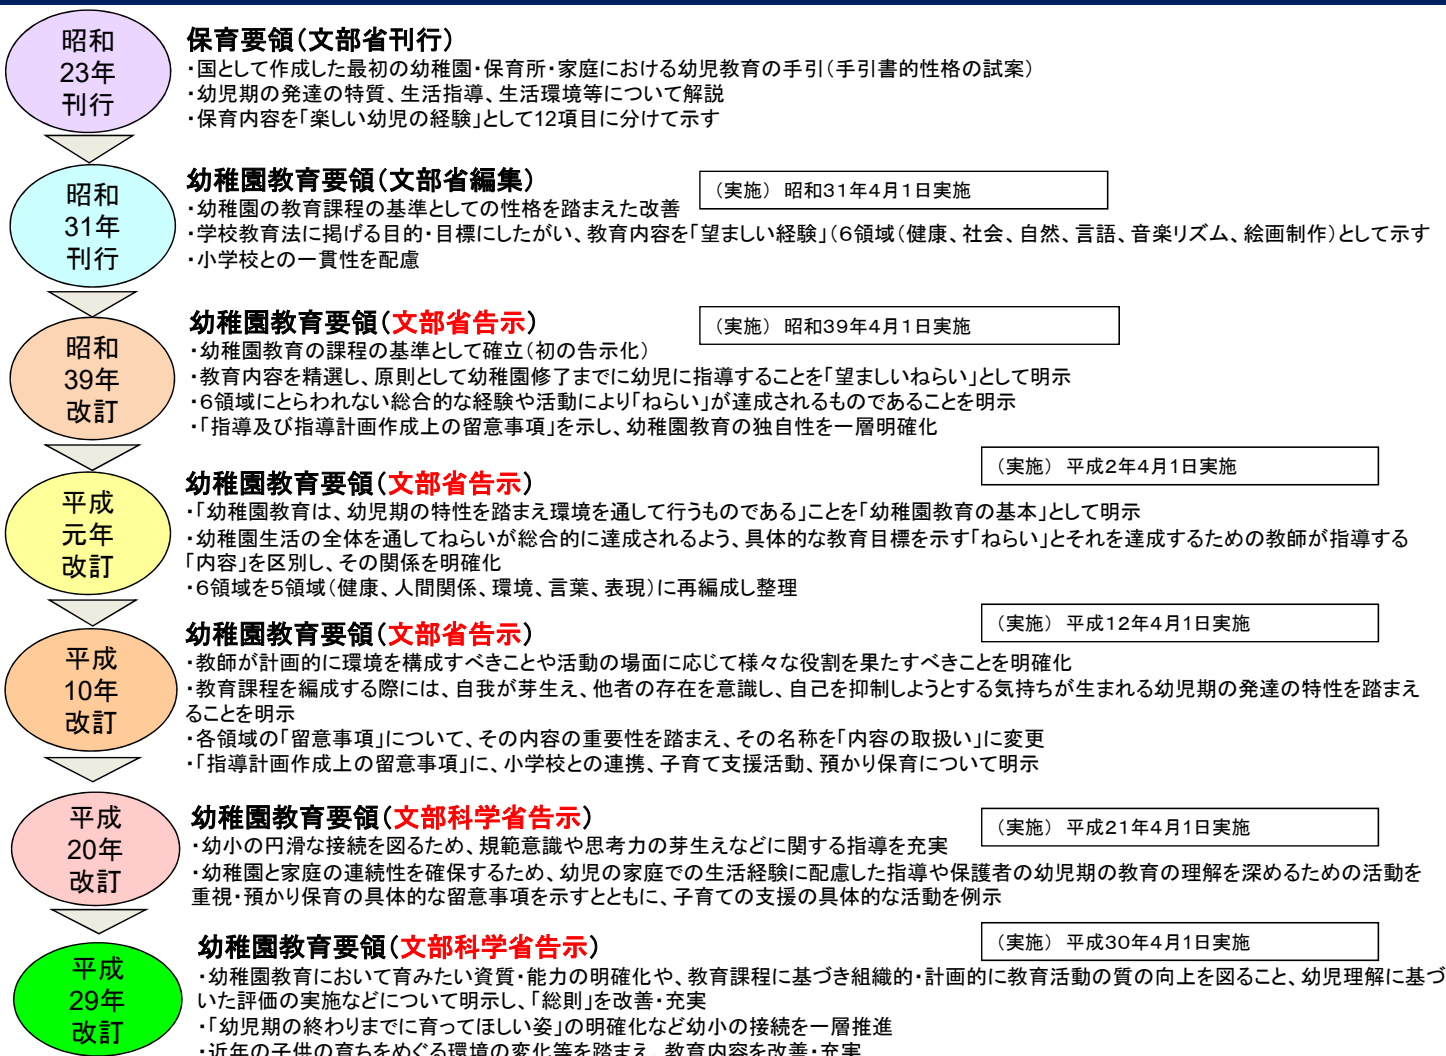 昭和
23年
刊行
保育要領(文部省刊行)
・国として作成した最初の幼稚園・保育所・家庭における幼児教育の手引(手引書的性格の試案)
・幼児期の発達の特質、生活指導、生活環境等について解説
・保育内容を「楽しい幼児の経験」として12項目に分けて示す
昭和
31年
刊行
幼稚園教育要領(文部省編集)
(実施) 昭和31年4月1日実施
・幼稚園の教育課程の基準としての性格を踏まえた改善
・学校教育法に掲げる目的・目標にしたがい、教育内容を「望ましい経験」(6領域(健康、社会、自然、言語、音楽リズム、絵画制作)として示す
・小学校との一貫性を配慮
昭和
39年
改訂
幼稚園教育要領(文部省告示)
(実施) 昭和39年4月1日実施
・幼稚園教育の課程の基準として確立(初の告示化)
・教育内容を精選し、原則として幼稚園修了までに幼児に指導することを「望ましいねらい」として明示
・6領域にとらわれない総合的な経験や活動により「ねらい」が達成されるものであることを明示
・「指導及び指導計画作成上の留意事項」を示し、幼稚園教育の独自性を一層明確化
平成
元年
改訂
(実施) 平成2年4月1日実施
幼稚園教育要領(文部省告示)
・「幼稚園教育は、幼児期の特性を踏まえ環境を通して行うものである」ことを「幼稚園教育の基本」として明示
・幼稚園生活の全体を通してねらいが総合的に達成されるよう、具体的な教育目標を示す「ねらい」とそれを達成するための教師が指導する
「内容」を区別し、その関係を明確化
・6領域を5領域(健康、人間関係、環境、言葉、表現)に再編成し整理
平成
10年
改訂
(実施) 平成12年4月1日実施
幼稚園教育要領(文部省告示)
・教師が計画的に環境を構成すべきことや活動の場面に応じて様々な役割を果たすべきことを明確化
・教育課程を編成する際には、自我が芽生え、他者の存在を意識し、自己を抑制しようとする気持ちが生まれる幼児期の発達の特性を踏まえ
ることを明示
・各領域の「留意事項」について、その内容の重要性を踏まえ、その名称を「内容の取扱い」に変更
・「指導計画作成上の留意事項」に、小学校との連携、子育て支援活動、預かり保育について明示
平成
20年
改訂
幼稚園教育要領(文部科学省告示)
(実施) 平成21年4月1日実施
・幼小の円滑な接続を図るため、規範意識や思考力の芽生えなどに関する指導を充実
・幼稚園と家庭の連続性を確保するため、幼児の家庭での生活経験に配慮した指導や保護者の幼児期の教育の理解を深めるための活動を
重視・預かり保育の具体的な留意事項を示すとともに、子育ての支援の具体的な活動を例示
平成
29年
改訂
幼稚園教育要領(文部科学省告示)
(実施) 平成30年4月1日実施
・幼稚園教育において育みたい資質・能力の明確化や、教育課程に基づき組織的・計画的に教育活動の質の向上を図ること、幼児理解に基づ
いた評価の実施などについて明示し、「総則」を改善・充実
・「幼児期の終わりまでに育ってほしい姿」の明確化など幼小の接続を一層推進
・近年の子供の育ちをめぐる環境の変化等を踏まえ、教育内容を改善・充実